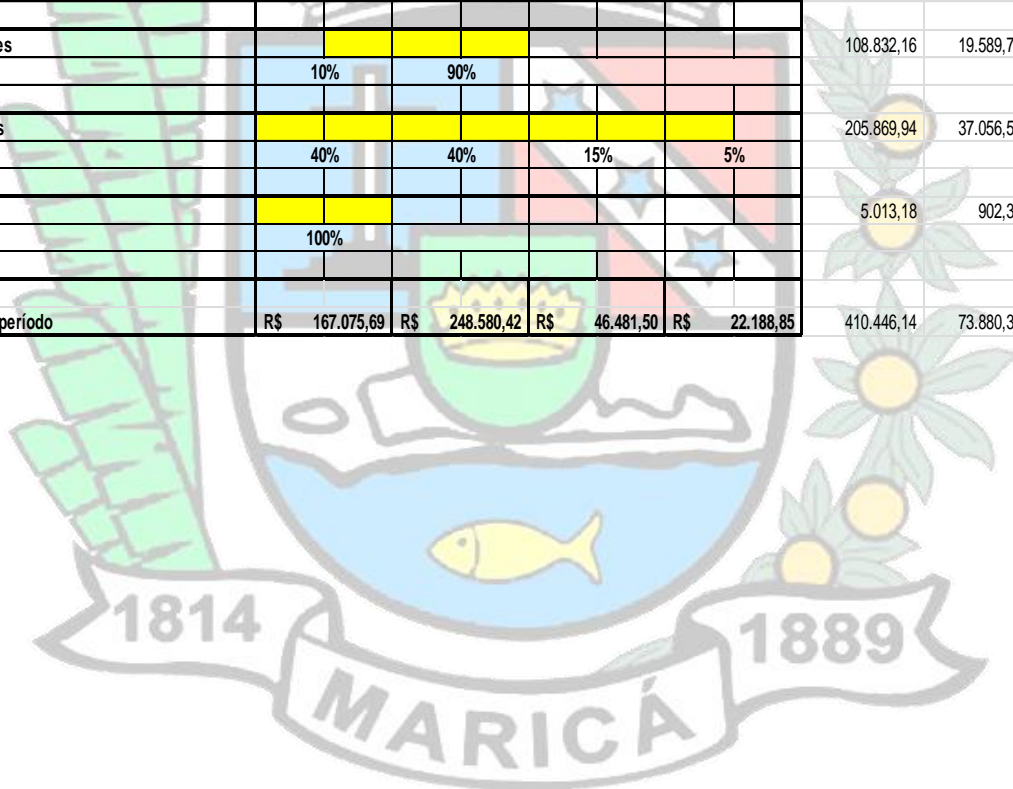 es 108.832,16 19.589,7
10% 90%
s 205.869,94 37.056,5
40% 40% 15% 5%
5.013,18 902,3
100%
período R$ 167.075,69 R$ 248.580,42 R$ 46.481,50 R$ 22.188,85 410.446,14 73.880,3
1814 1889
MARICÁ